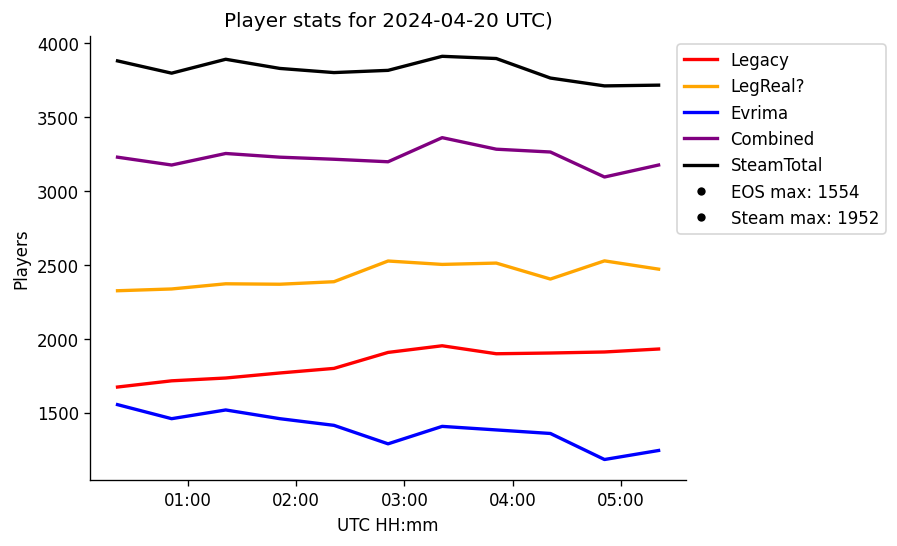 Player stats for 2024-04-20 UTC)
4000
3500
3000
2500
2000
1500
Players
01:00 02:00 03:00 04:00 05:00
UTC HH:mm
Legacy
LegReal?
Evrima
Combined
SteamTotal
EOS max: 1554
Steam max: 1952